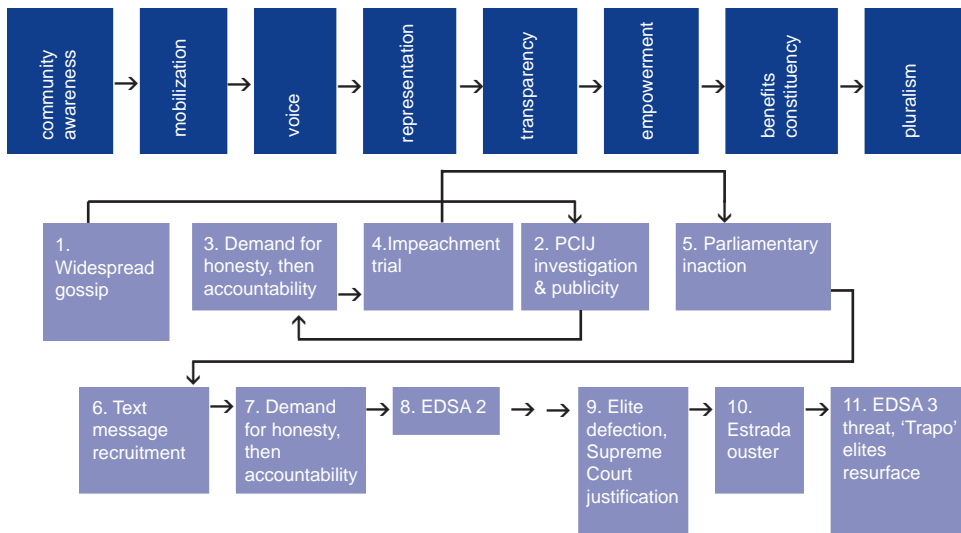 community
awareness
mobilization
voice
representation
transparency
empowerment
benefits
constituency
pluralism
1.
Widespread
gossip
3. Demand for
honesty, then
accountability
4.Impeachment
trial
2. PCIJ
investigation
& publicity
5. Parliamentary
inaction
6. Text
message
recruitment
7. Demand
for honesty,
then
accountability
8. EDSA 2
9. Elite
defection,
Supreme
Court
justification
10.
Estrada
ouster
11. EDSA 3
threat, ‘Trapo’
elites
resurface